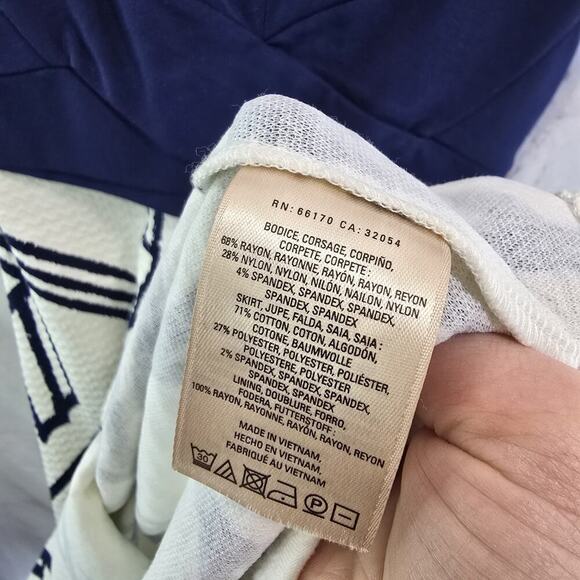 RN: 66170 CA: 32054
BODICE, CORSAGE, CORPIÑO,
CORPETE, CORPETE :
68% RAYON, RAYONNE, RAYÓN, RAYON, REYON
28% NYLON, NYLON, NILÓN, NAILON, NYLON
4% SPANDEX, SPANDEX, SPANDEX,
SPANDEX, SPANDEX
SKIRT, JUPE, FALDA, SAIA, SAIA :
71% COTTON, COTON, ALGODÓN,
COTONE, BAUMWOLLE
27% POLYESTER, POLYESTER, POLIÉSTER,
POLYESTERE, POLYESTER
2% SPANDEX, SPANDEX, SPANDEX,
SPANDEX, SPANDEX
LINING, DOUBLURE, FORRO,
FODERA, FUTTERSTOFF :
100% RAYON, RAYONNE, RAYÓN, RAYON, REYON
MADE IN VIETNAM,
HECHO EN VIETNAM,
FABRIQUÉ AU VIETNAM
30 P